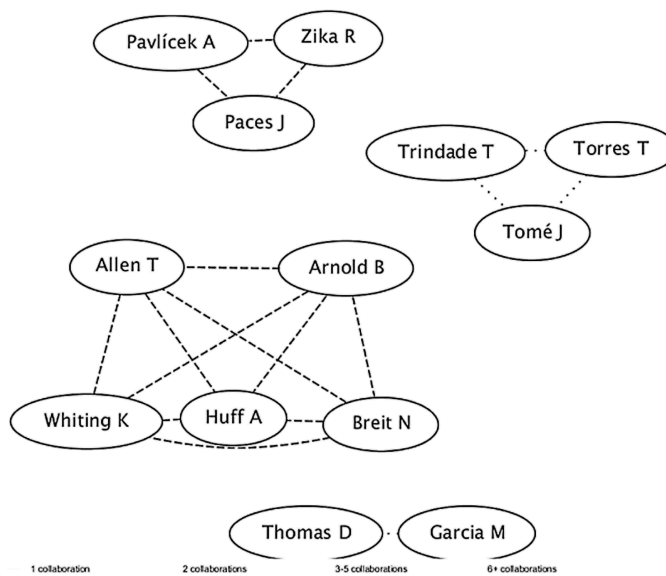 Pavlícek A
Zika R
Paces J
Trindade T
Torres T
Tomé J
Allen T
Arnold B
Whiting K
Huff A
Breit N
Thomas D
Garcia M
1 collaboration
2 collaborations
3-5 collaborations
6+ collaborations